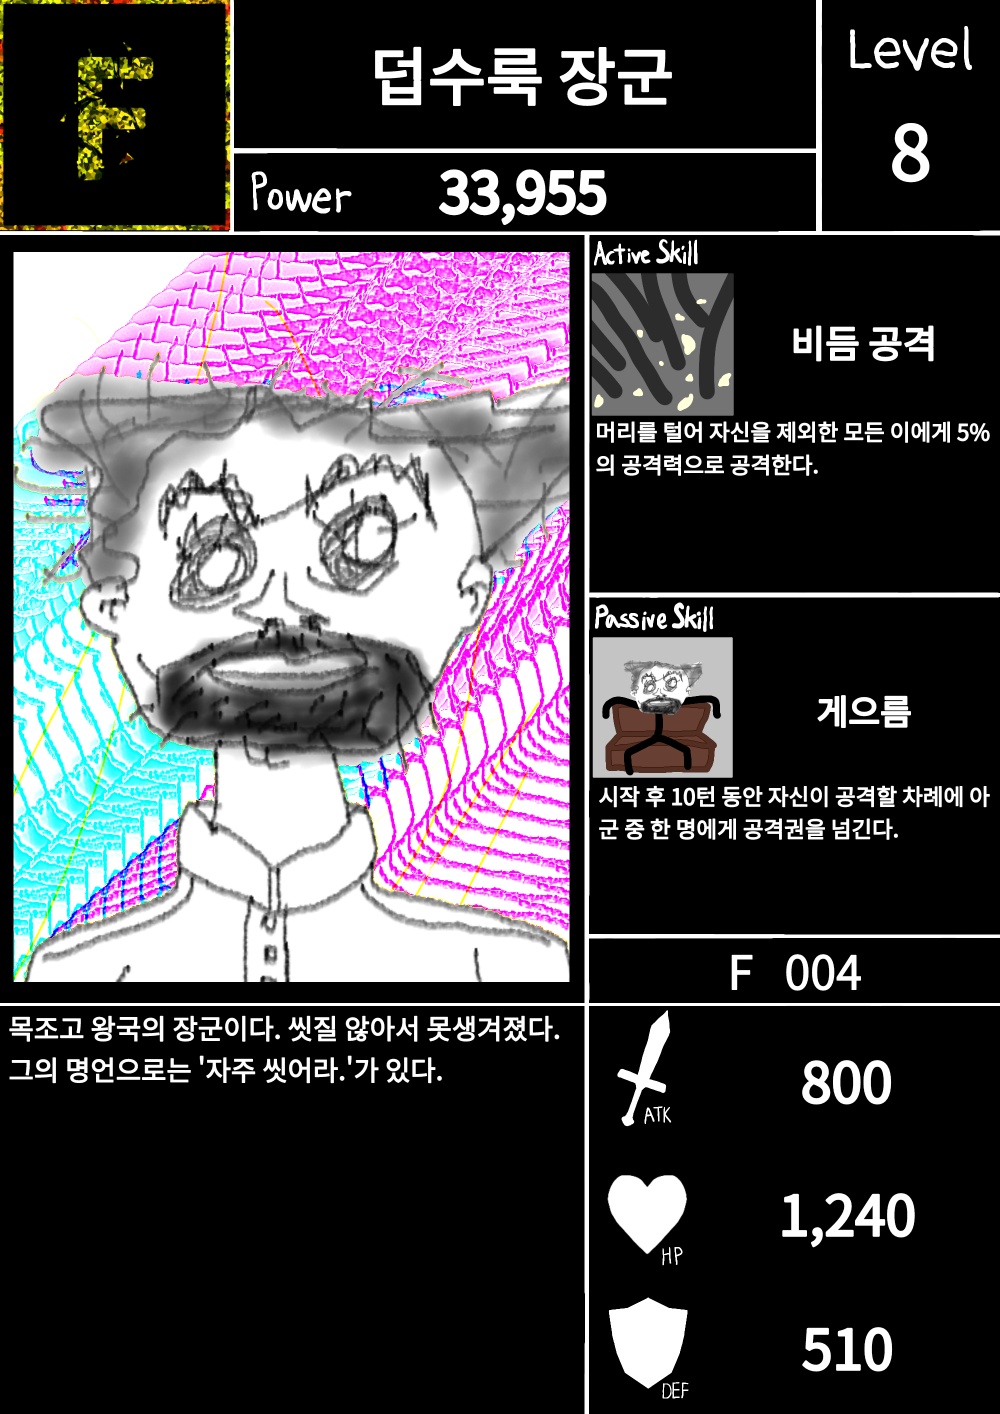 F
덥수룩 장군
Level
8
Power 33,955
Active Skill
비듬 공격
머리를 털어 자신을 제외한 모든 이에게 5%
의 공격력으로 공격한다.
Passive Skill
게으름
시작 후 10턴 동안 자신이 공격할 차례에 아
군 중 한 명에게 공격권을 넘긴다.
F 004
목조고 왕국의 장군이다. 씻질 않아서 못생겨졌다.
그의 명언으로는 '자주 씻어라.'가 있다.
ATK 800
HP 1,240
DEF 510